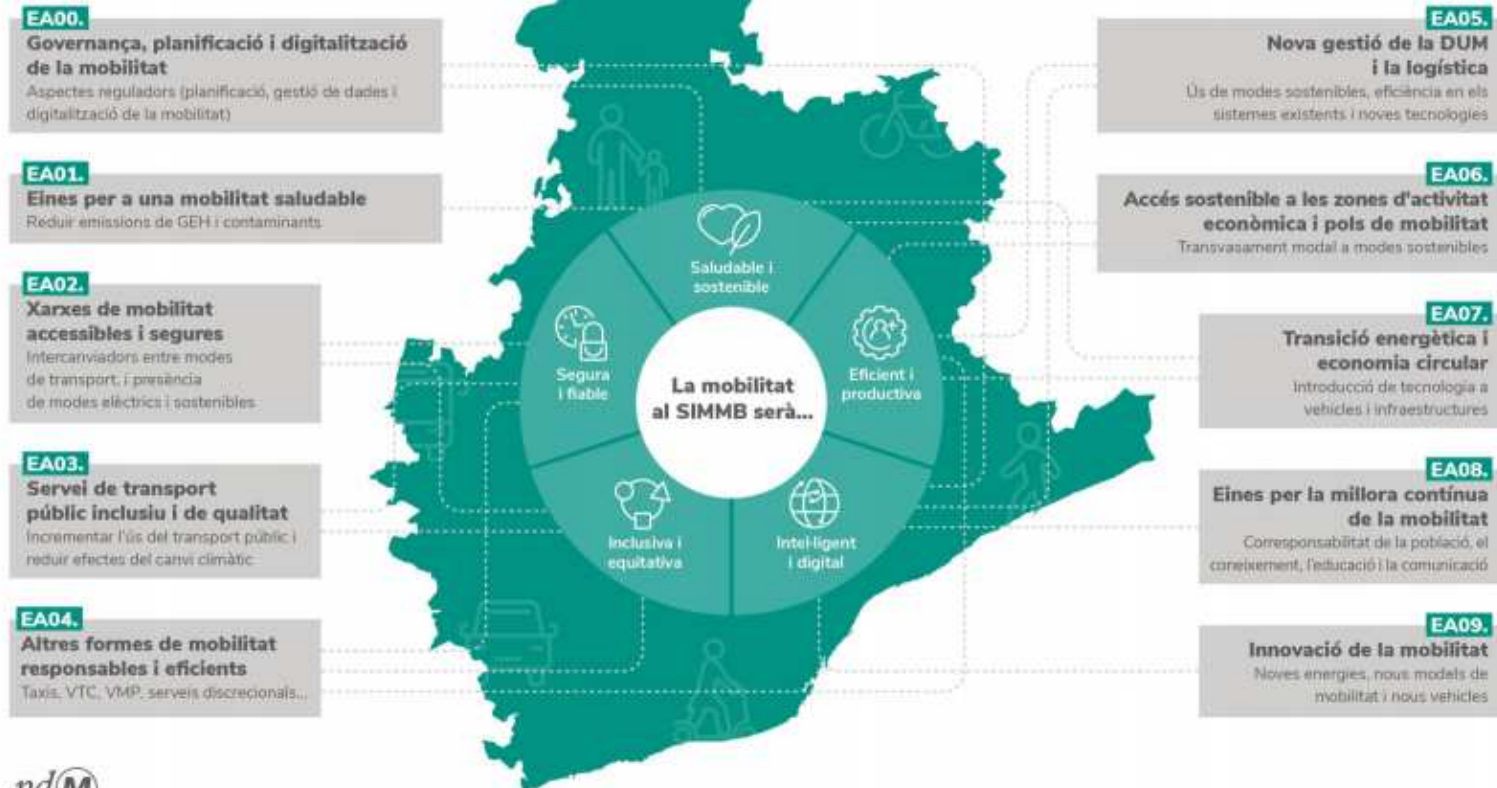 EA00.
Governança, planificació i digitalització
de la mobilitat
Aspectes reguladors (planificació, gestió de dades i
digitalització de la mobilitat)
EA01.
Eines per a una mobilitat saludable
Reduir emissions de GEH i contaminants
EA02.
Xarxes de mobilitat
accessibles i segures
Intercanviadors entre modes
de transport, i presència
de modes elèctrics i sostenibles
EA03.
Servei de transport
públic inclusiu i de qualitat
Incrementar l'ús del transport públic i
reduir efectes del canvi climàtic
EA04.
Altres formes de mobilitat
responsables i eficients
Taxis, VTC, VMP, serveis discrecionals...
Saludable i
sostenible
Segura
i fiable
Eficient i
productiva
La mobilitat
al SIMMB serà...
Inclusiva i
equitativa
Intel·ligent
i digital
EA05.
Nova gestió de la DUM
i la logística
Ús de modes sostenibles, eficiència en els
sistemes existents i noves tecnologies
EA06.
Accés sostenible a les zones d'activitat
econòmica i pols de mobilitat
Transvasament modal a modes sostenibles
EA07.
Transició energètica i
economia circular
Introducció de tecnologia a
vehicles i infraestructures
EA08.
Eines per la millora contínua
de la mobilitat
Corresponsabilitat de la població, el
coneixement, l'educació i la comunicació
EA09.
Innovació de la mobilitat
Noves energies, nous models de
mobilitat i nous vehicles
pdM